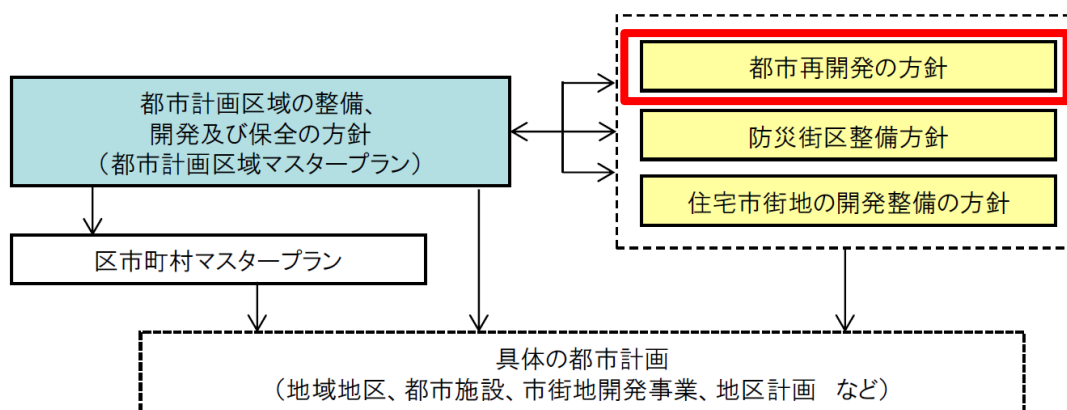 都市計画区域の整備、
開発及び保全の方針
（都市計画区域マスタープラン）
都市再開発の方針
防災街区整備方針
住宅市街地の開発整備の方針
区市町村マスタープラン
具体の都市計画
（地域地区、都市施設、市街地開発事業、地区計画　など）